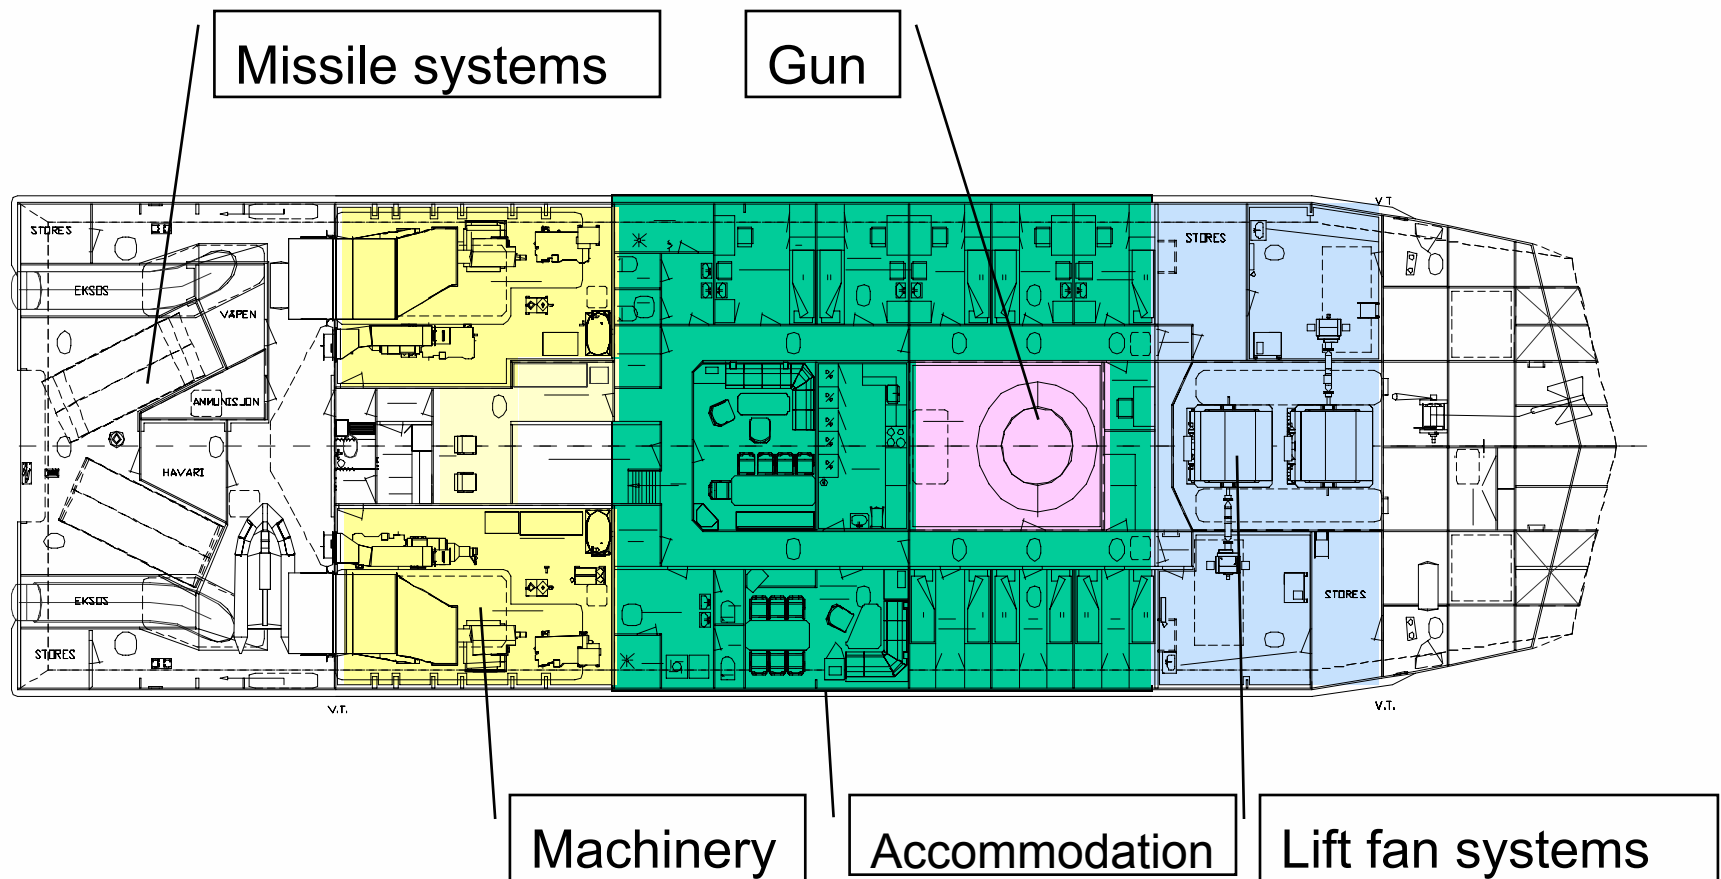 Missile systems
Gun
V.T
STORES
STORES
EKSOS
VÅPEN
AMMUNISJON
HAVARI
EKSOS
STORES
STORES
V.T.
V.T.
Machinery
Accommodation
Lift fan systems